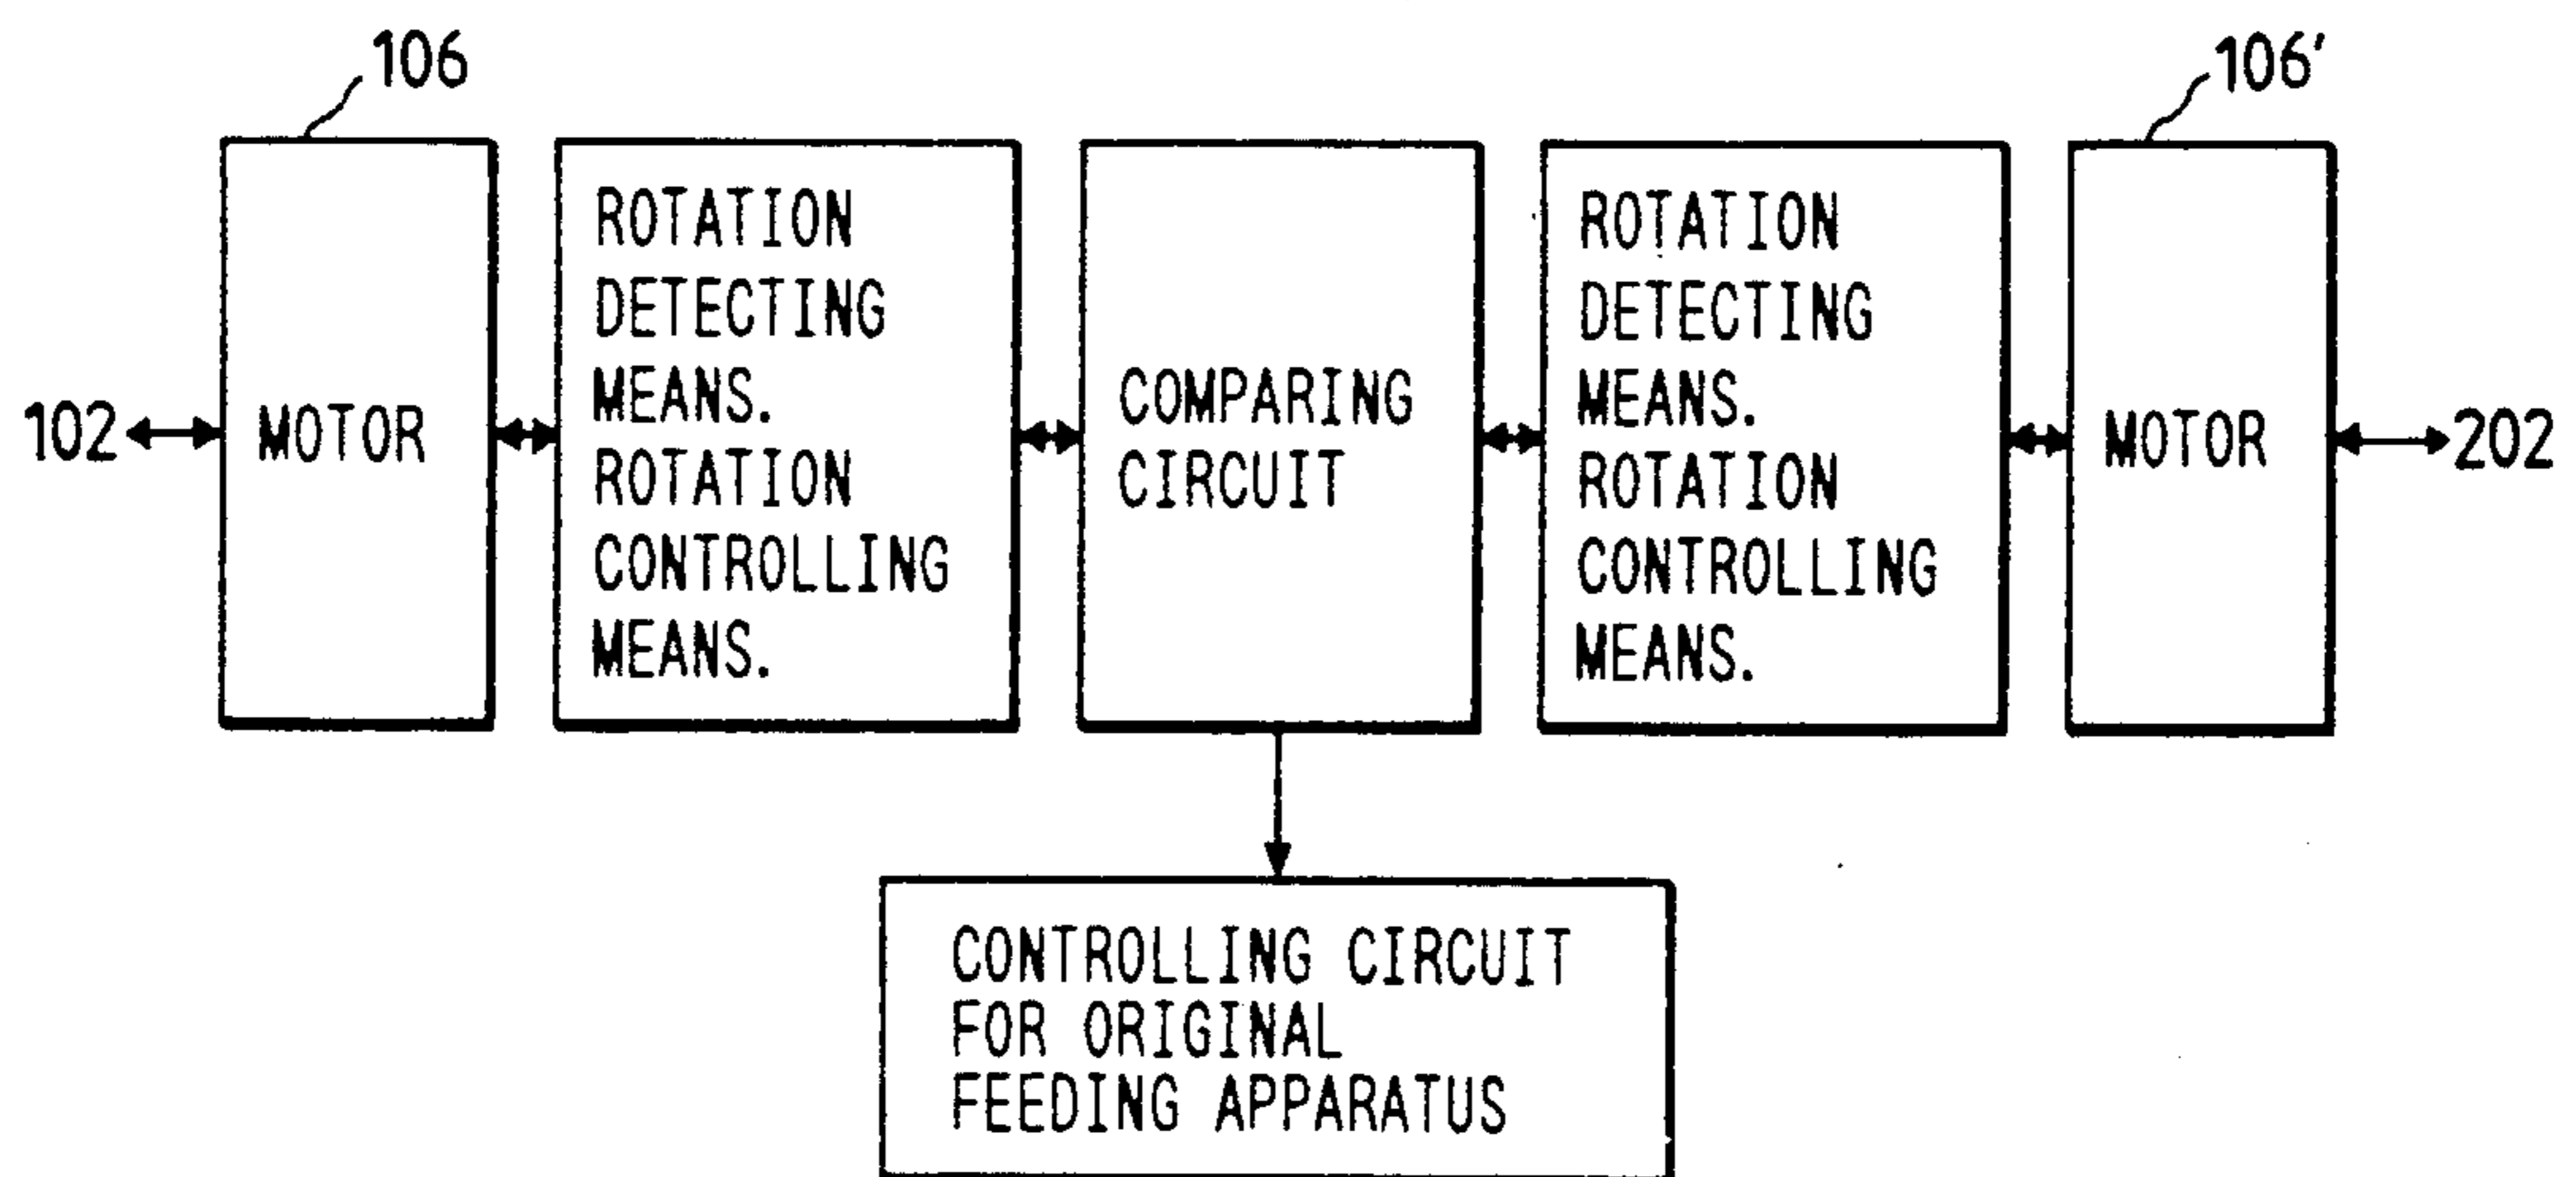 106
106'
102
MOTOR
ROTATION
DETECTING
MEANS.
ROTATION
CONTROLLING
MEANS.
COMPARING
CIRCUIT
ROTATION
DETECTING
MEANS.
ROTATION
CONTROLLING
MEANS.
MOTOR
202
CONTROLLING CIRCUIT
FOR ORIGINAL
FEEDING APPARATUS